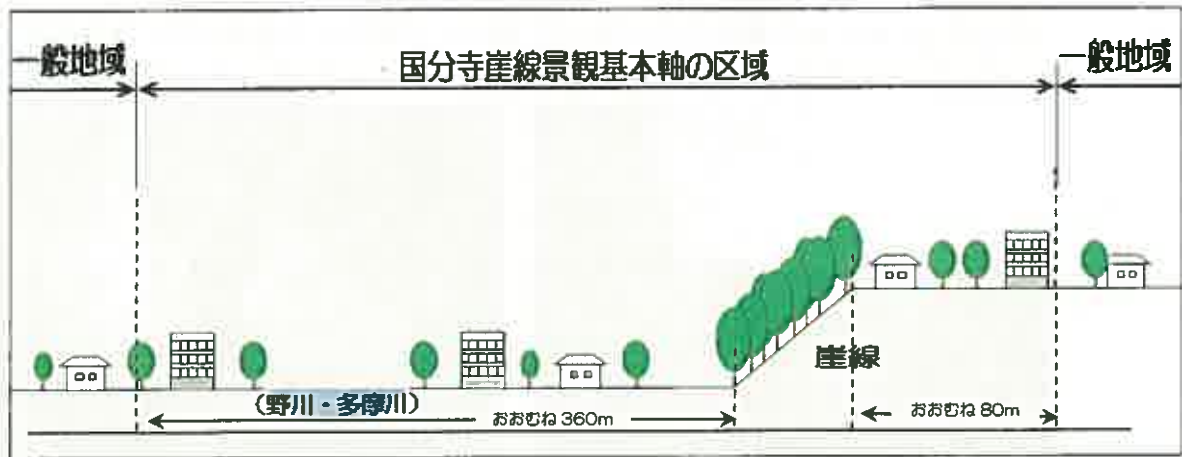 一般地域
国分寺崖線景観基本軸の区域
一般地域
崖線
(野川・多摩川)
おおむね 360m
おおむね 80m